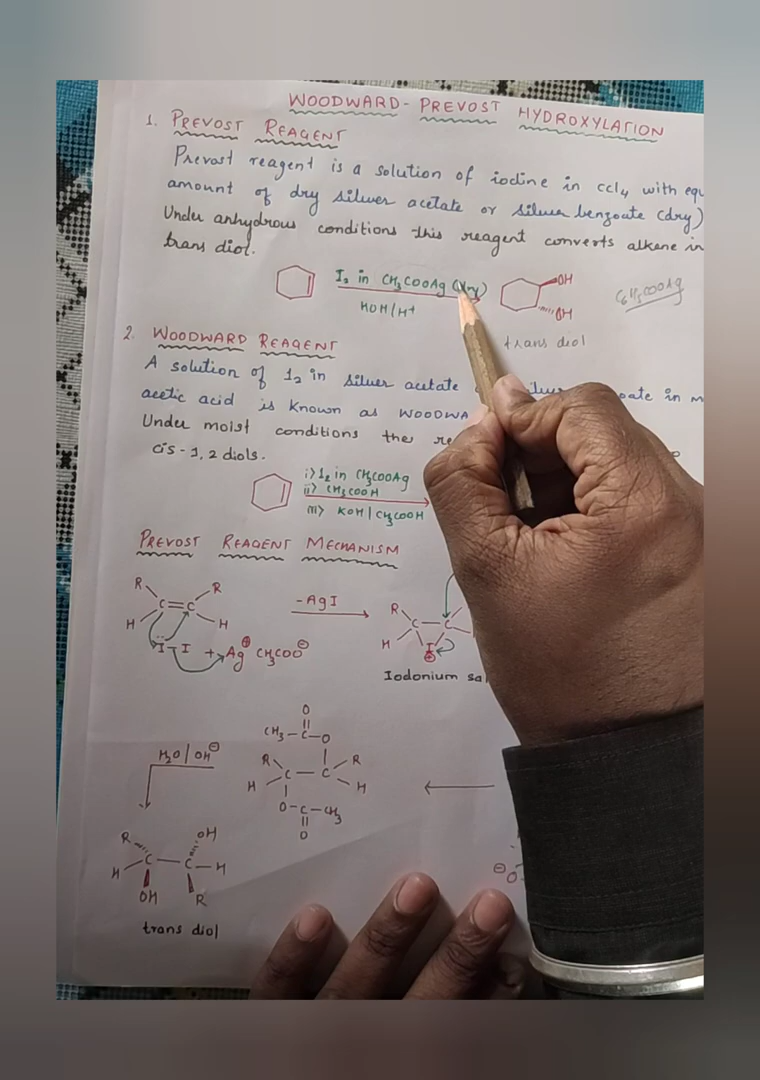 WOODWARD - PREVOST HYDROXYLATION
1. PREVOST REAGENT
Prevost reagent is a solution of iodine in CCl4 with equ
amount of dry silver acetate or silver benzoate (dry)
Under anhydrous conditions this reagent converts alkene in
trans diol.
I2 in CH3COOAg (dry)
KOH/H+
OH
OH
C6H5COOAg
trans diol
2. WOODWARD REAGENT
A solution of I2 in silver acetate in m
acetic acid is known as WOODWA
Under moist conditions the re
cis-1,2 diols.
i) I2 in CH3COOAg
ii) CH3COOH
iii) KOH | CH3COOH
PREVOST REAGENT MECHANISM
R R
C=C
H H
I-I + Ag⊕ CH3COO⊖
-AgI
R
C-C
H I
⊕
Iodonium sa
O
CH3-C-O
R R
C-C
H H
O-C-CH3
O
H2O/OH⊖
⊖O
R OH
H C-C-H
OH R
trans diol